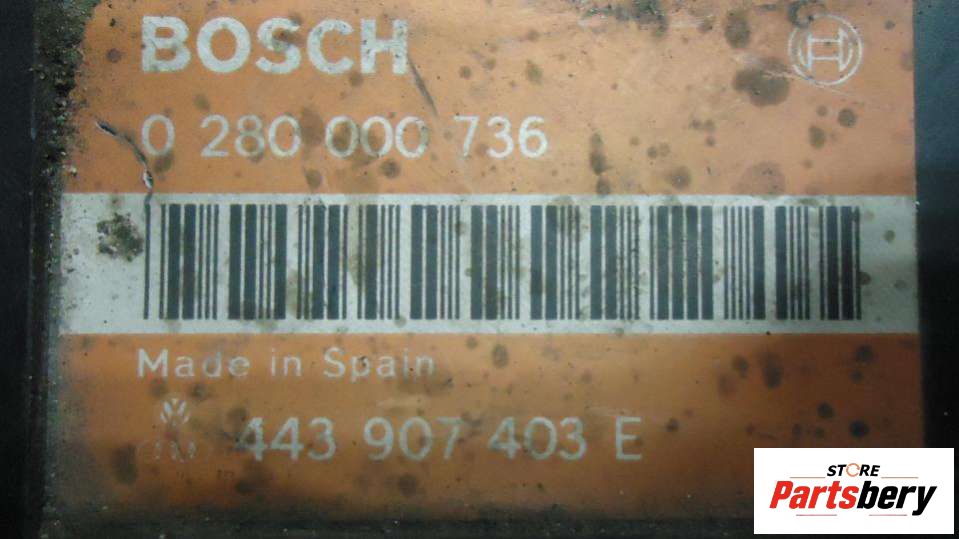 BOSCH
0 280 000 736
Made in Spain
443 907 403 E
STORE
Partsbery